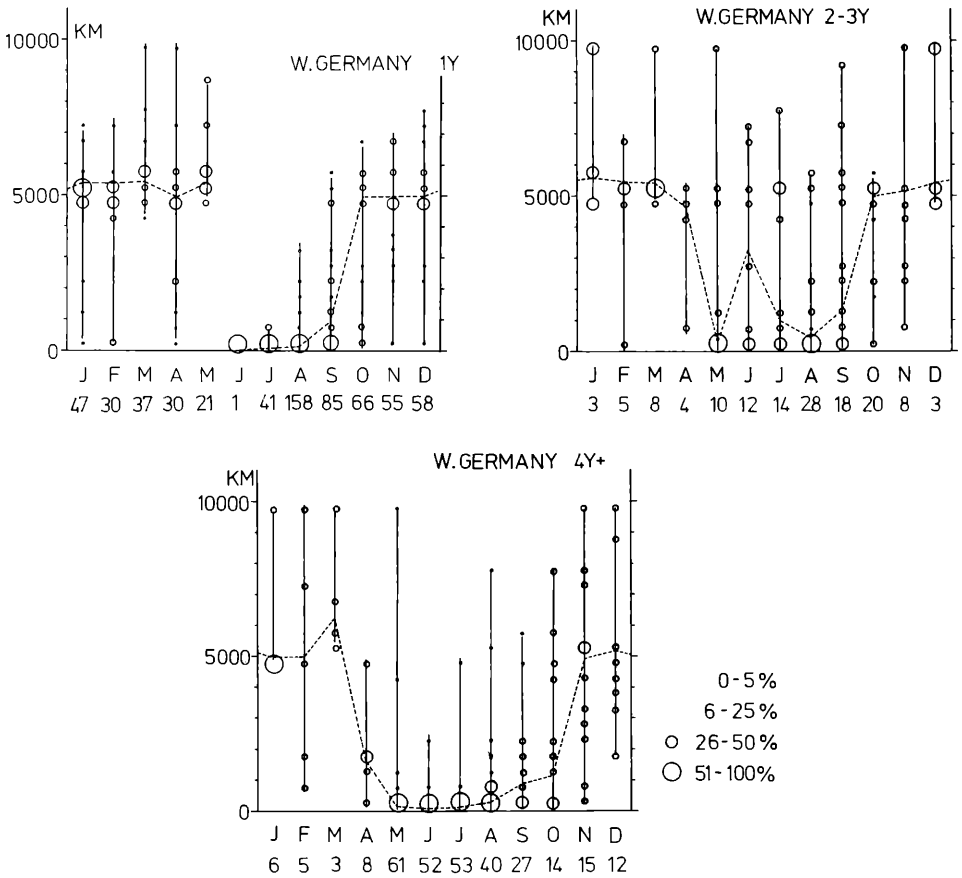 KM
W. GERMANY 1Y
10000
5000
0
J F M A M J J A S O N D
47 30 37 30 21 1 41 158 85 66 55 58
W. GERMANY 2-3Y
10000
5000
0
J F M A M J J A S O N D
3 5 8 4 10 12 14 28 18 20 8 3
W. GERMANY 4Y+
KM
10000
5000
0
J F M A M J J A S O N D
6 5 3 8 61 52 53 40 27 14 15 12
0-5%
6-25%
26-50%
51-100%